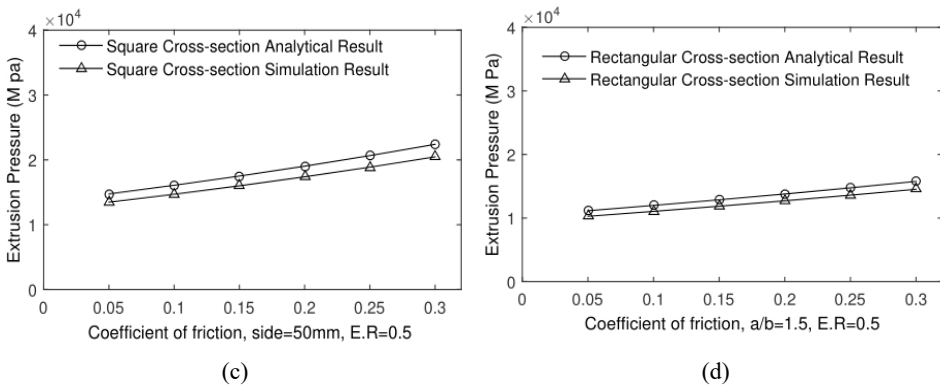 ×10⁴
4
3
2
1
0
Extrusion Pressure (M pa)
Square Cross-section Analytical Result
Square Cross-section Simulation Result
0 0.05 0.1 0.15 0.2 0.25 0.3
Coefficient of friction, side=50mm, E.R=0.5
(c)
×10⁴
4
3
2
1
0
Extrusion Pressure (M Pa)
Rectangular Cross-section Analytical Result
Rectangular Cross-section Simulation Result
0 0.05 0.1 0.15 0.2 0.25 0.3
Coefficient of friction, a/b=1.5, E.R=0.5
(d)